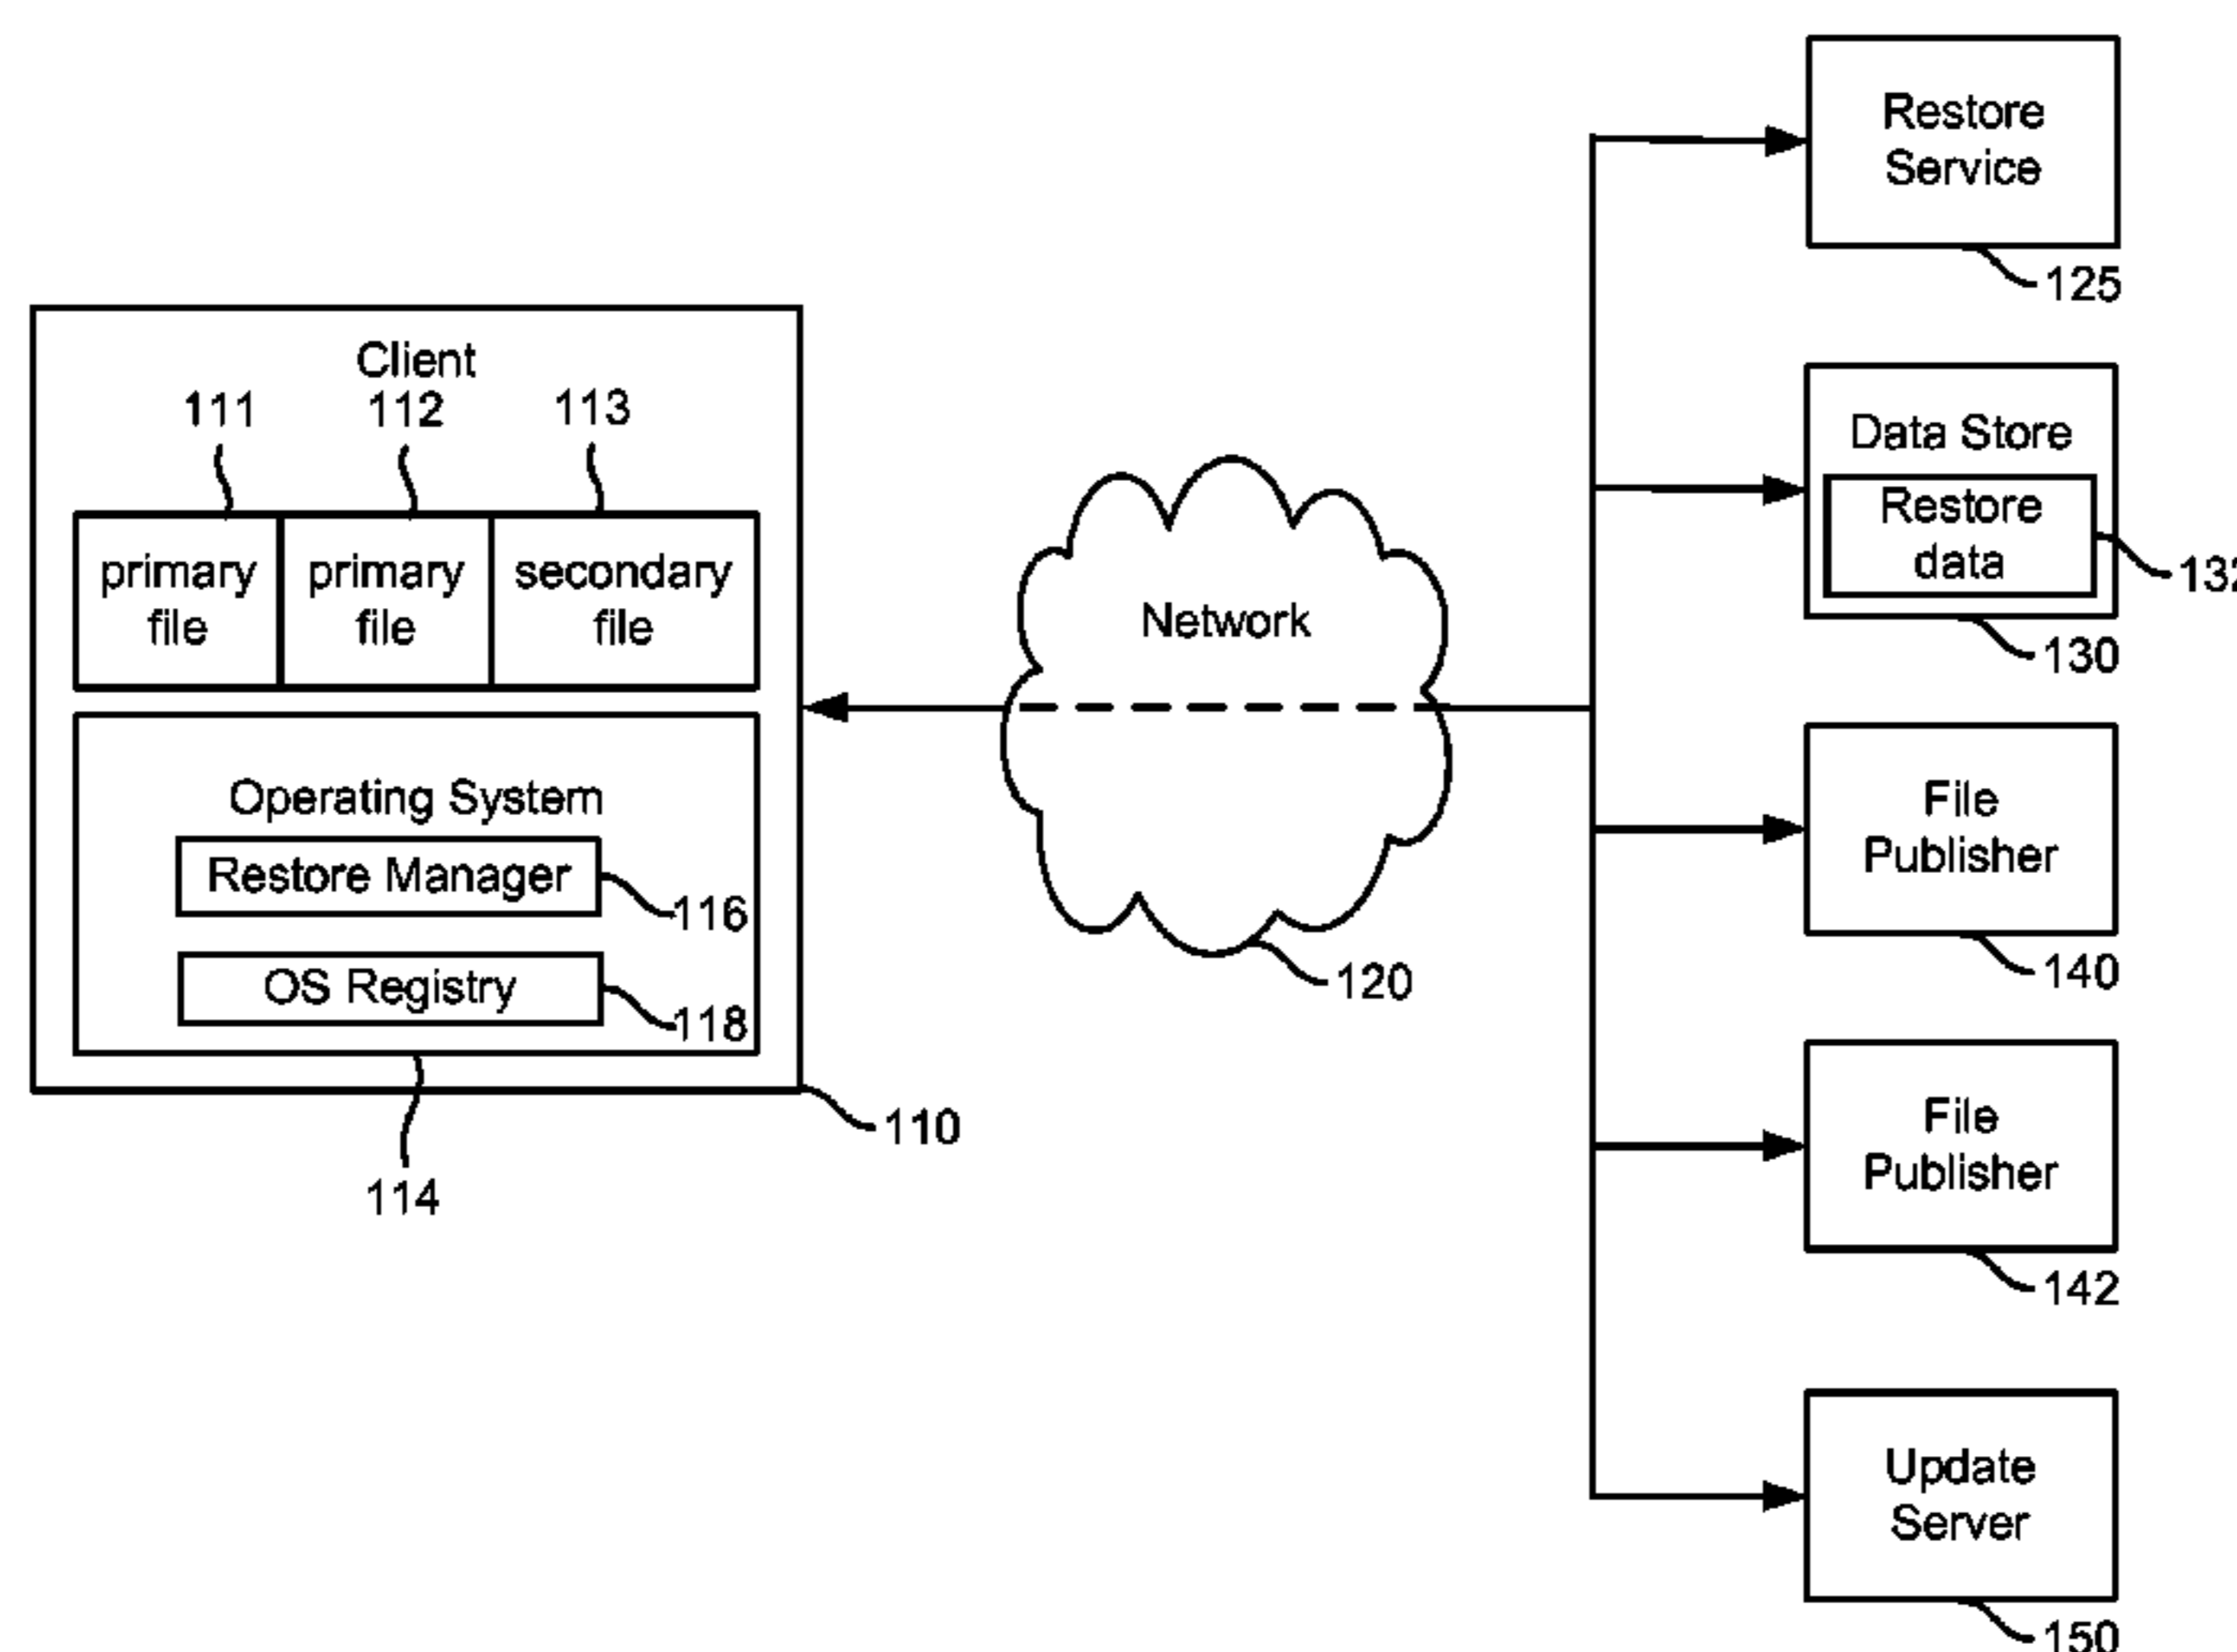 Client
111
112
113
primary
file
primary
file
secondary
file
Operating System
Restore Manager
116
OS Registry
118
114
110
Network
120
Restore
Service
125
Data Store
Restore
data
132
130
File
Publisher
140
File
Publisher
142
Update
Server
150